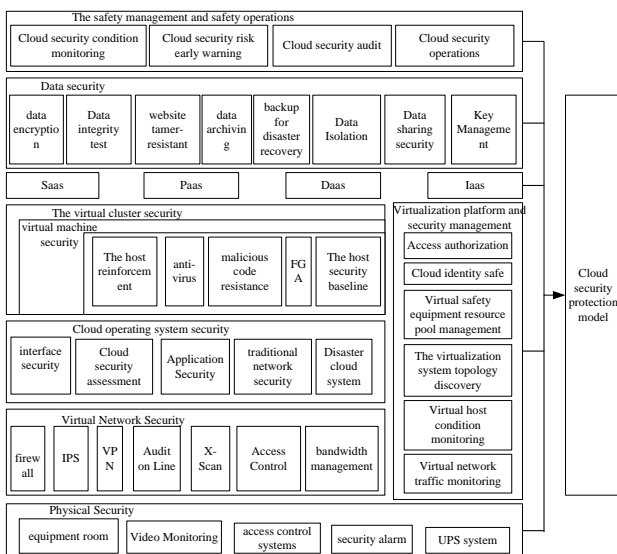 The safety management and safety operations
Cloud security condition
monitoring
Cloud security risk
early warning
Cloud security audit
Cloud security
operations
Data security
data
encryptio
n
Data
integrity
test
website
tamer-
resistant
data
archivin
g
backup
for
disaster
recovery
Data
Isolation
Data
sharing
security
Key
Manageme
nt
Saas
Paas
Daas
Iaas
The virtual cluster security
virtual machine
security
The host
reinforcem
ent
anti-
virus
malicious
code
resistance
FG
A
The host
security
baseline
Virtualization platform and
security management
Access authorization
Cloud identity safe
Virtual safety
equipment resource
pool management
The virtualization
system topology
discovery
Virtual host
condition
monitoring
Virtual network
traffic monitoring
Cloud operating system security
interface
security
Cloud
security
assessment
Application
Security
traditional
network
security
Disaster
cloud
system
Virtual Network Security
firew
all
IPS
VP
N
Audit
on Line
X-
Scan
Access
Control
bandwidth
management
Physical Security
equipment room
Video Monitoring
access control
systems
security alarm
UPS system
Cloud
security
protection
model